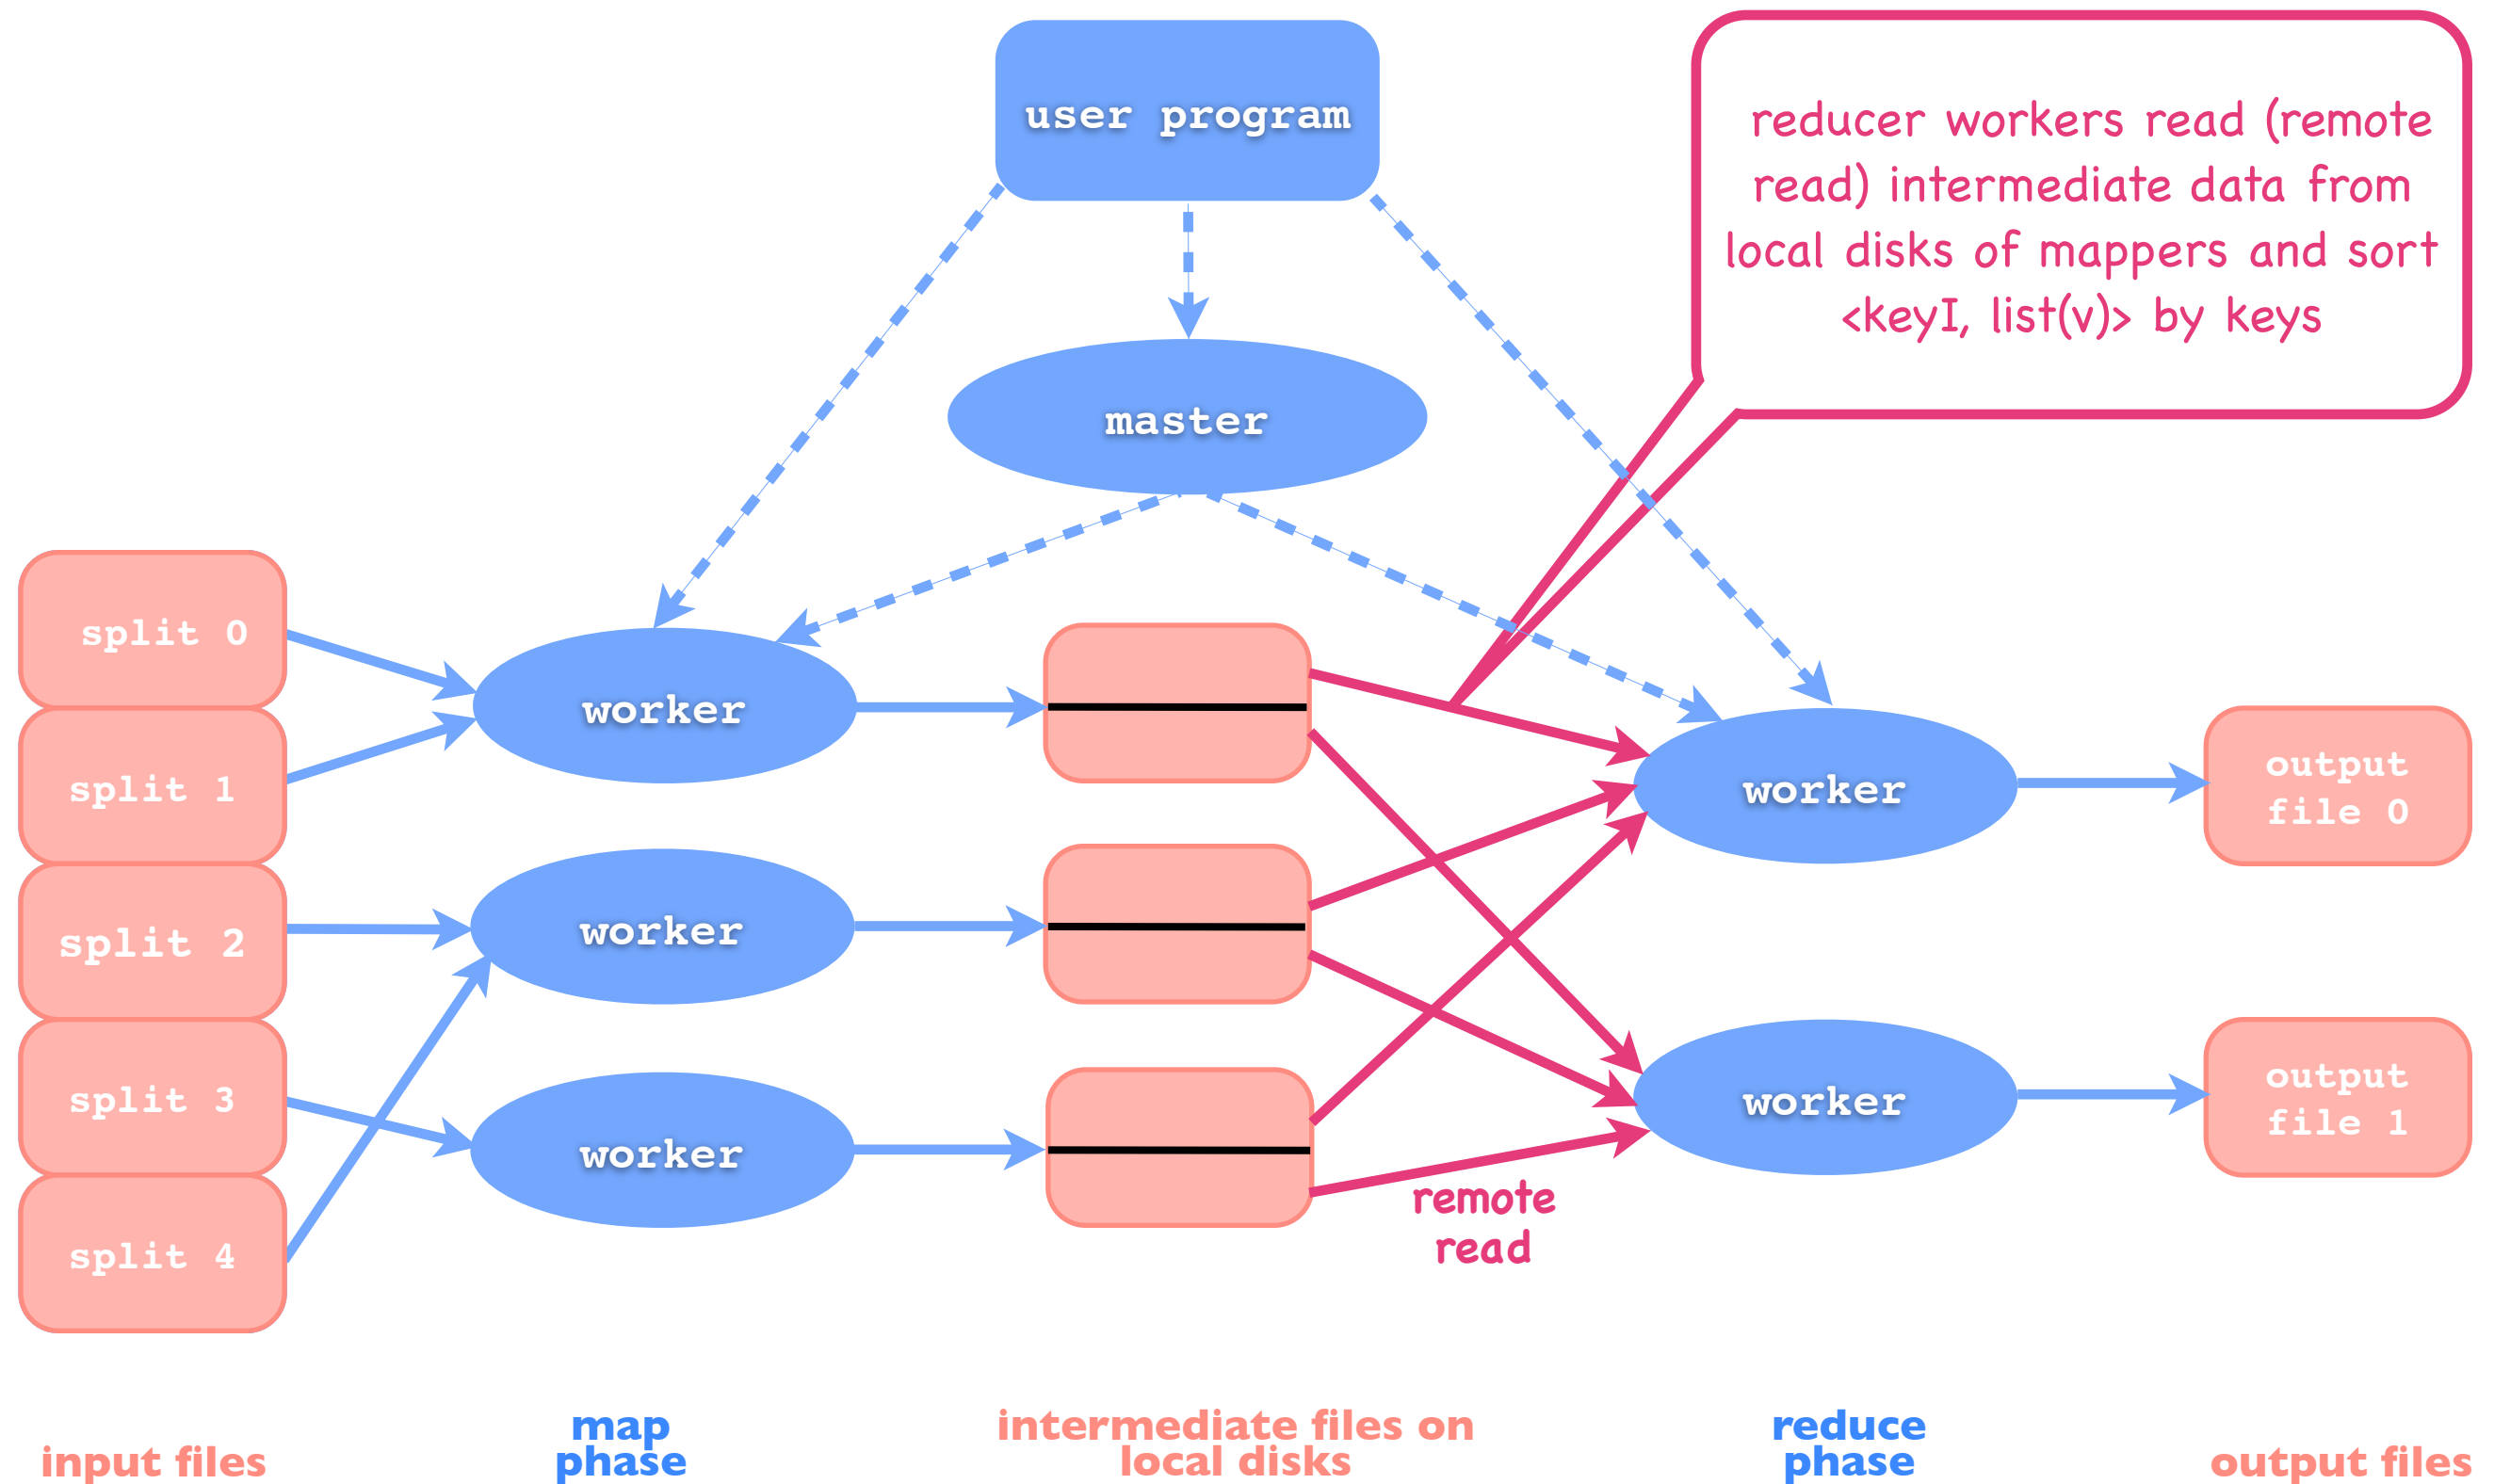 user program
reducer workers read (remote
read) intermediate data from
local disks of mappers and sort
<keyI, list(v)> by keys
master
split 0
split 1
split 2
split 3
split 4
worker
worker
worker
worker
worker
output
file 0
output
file 1
remote
read
input files
map
phase
intermediate files on
local disks
reduce
phase
output files